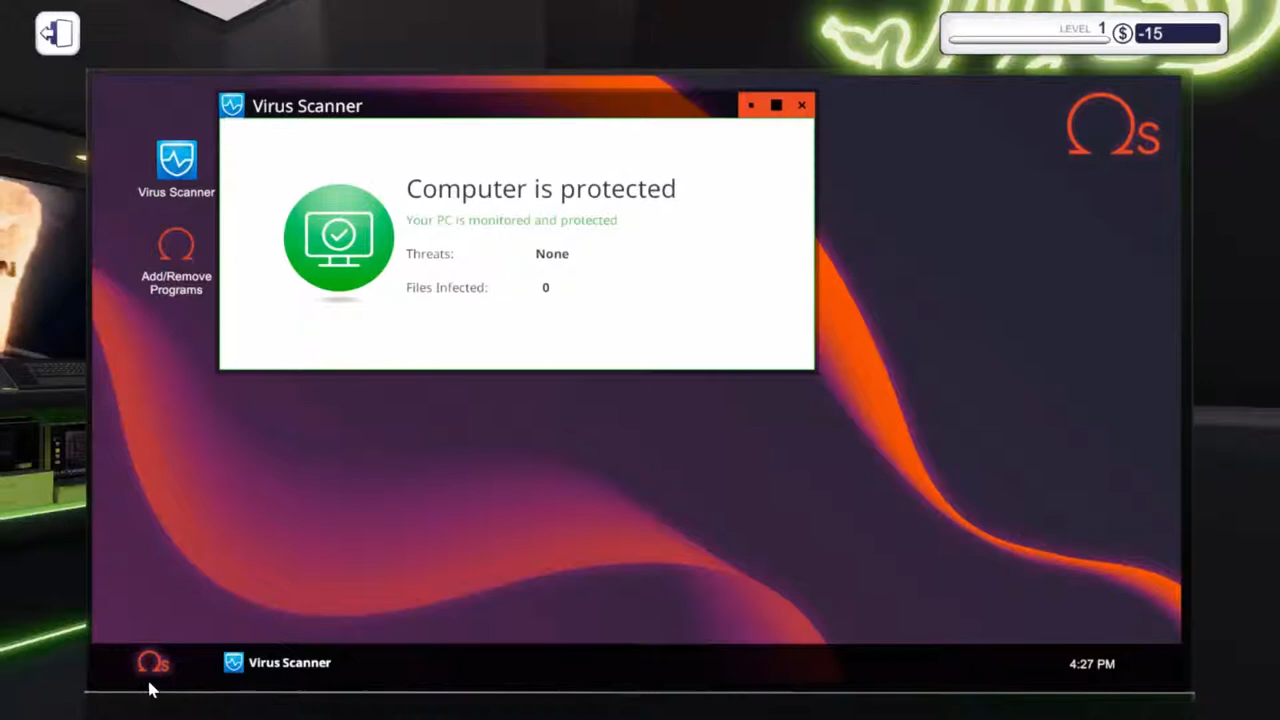 LEVEL 1 $ -15
Virus Scanner
Ωs
Virus Scanner
Add/Remove
Programs
Computer is protected
Your PC is monitored and protected
Threats: None
Files Infected: 0
Ωs
Virus Scanner
4:27 PM